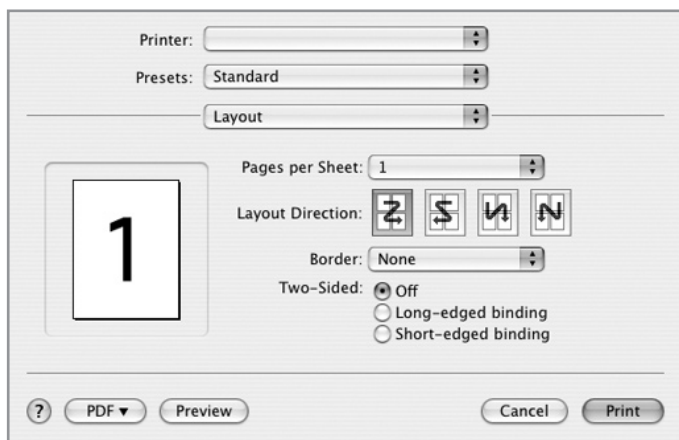 Printer:
Presets: Standard
Layout
Pages per Sheet: 1
Layout Direction:
Border: None
Two-Sided: Off
Long-edged binding
Short-edged binding
1
? PDF ▼ Preview Cancel Print